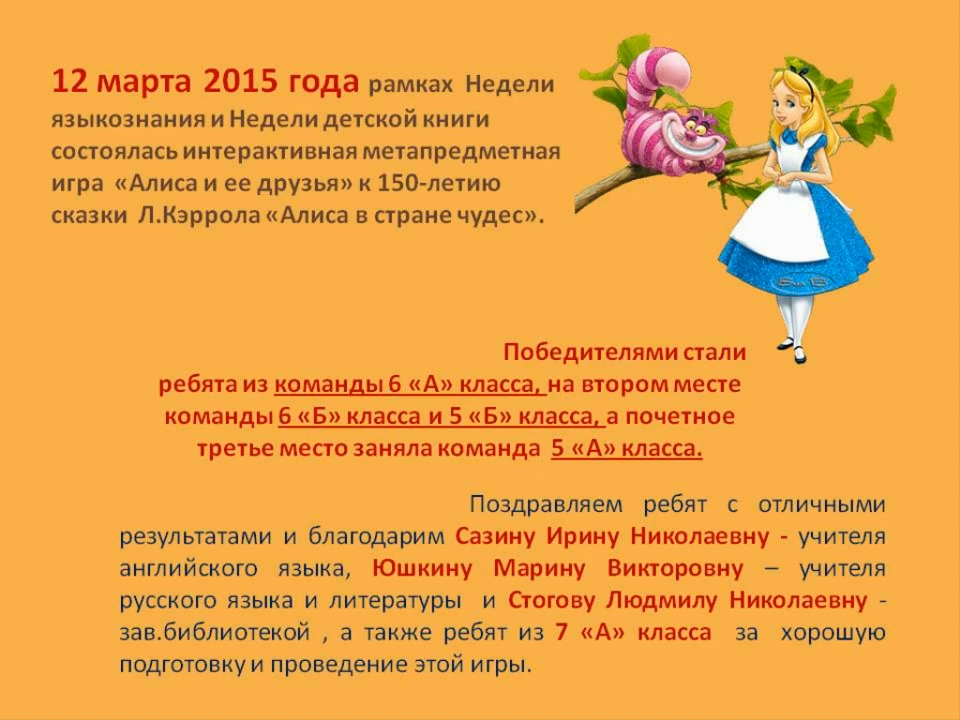 12 марта 2015 года рамках Недели
языкознания и Недели детской книги
состоялась интерактивная метапредметная
игра «Алиса и ее друзья» к 150-летию
сказки Л.Кэррола «Алиса в стране чудес».
Победителями стали
ребята из команды 6 «А» класса, на втором месте
команды 6 «Б» класса и 5 «Б» класса, а почетное
третье место заняла команда 5 «А» класса.
Поздравляем ребят с отличными
результатами и благодарим Сазину Ирину Николаевну - учителя
английского языка, Юшкину Марину Викторовну – учителя
русского языка и литературы и Стогову Людмилу Николаевну -
зав.библиотекой , а также ребят из 7 «А» класса за хорошую
подготовку и проведение этой игры.